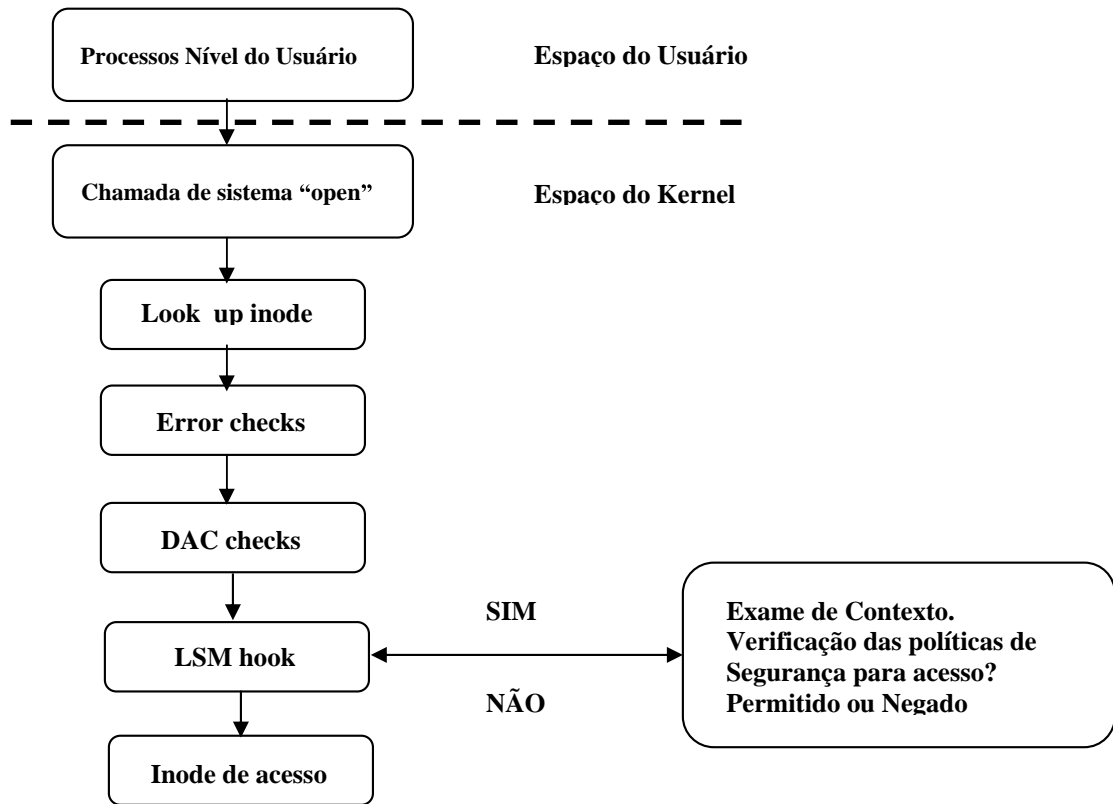 Processos Nível do Usuário
Espaço do Usuário
Chamada de sistema “open”
Espaço do Kernel
Look up inode
Error checks
DAC checks
LSM hook
SIM
NÃO
Exame de Contexto.
Verificação das políticas de
Segurança para acesso?
Permitido ou Negado
Inode de acesso